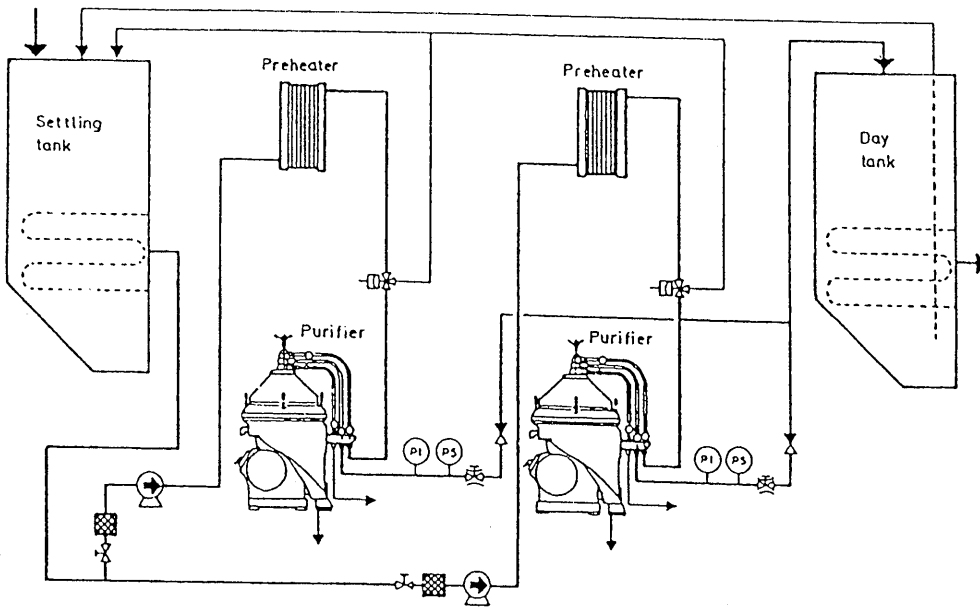 Preheater
Preheater
Settling
tank
Day
tank
Purifier
Purifier
PI
PS
PI
PS